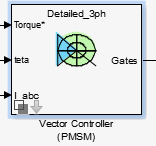 Detailed_3ph
Torque*
teta
Gates
I_abc
Vector Controller
(PMSM)